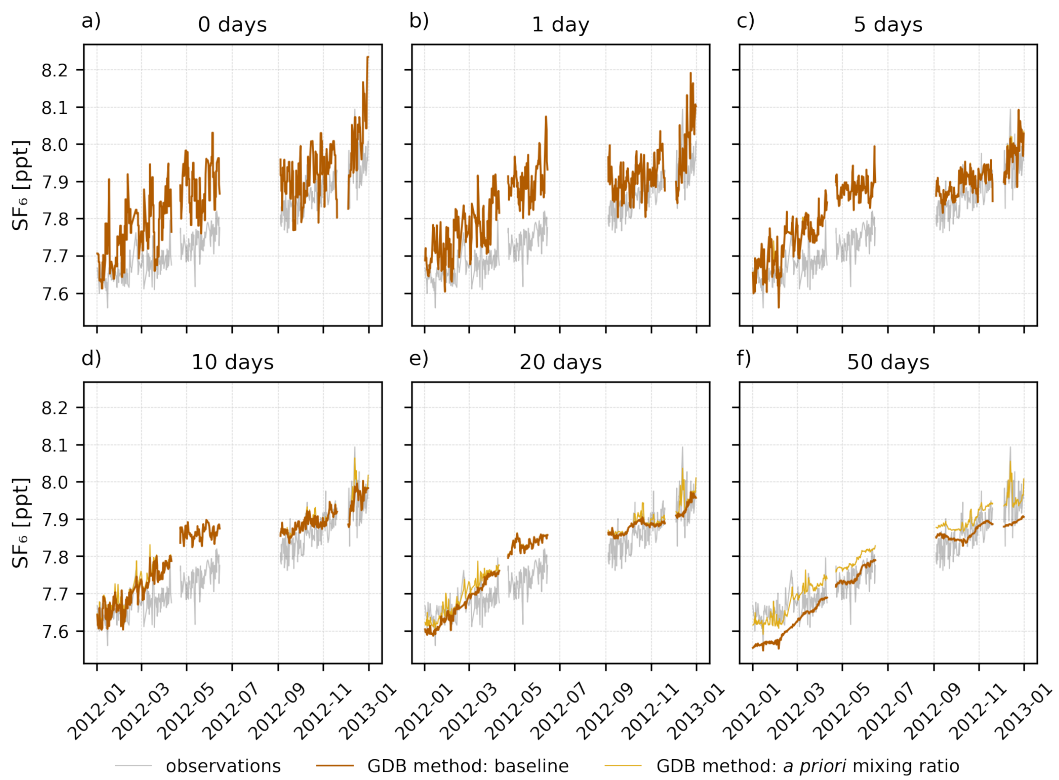 a) 0 days
b) 1 day
c) 5 days
SF₆ [ppt]
8.2
8.1
8.0
7.9
7.8
7.7
7.6
d) 10 days
e) 20 days
f) 50 days
SF₆ [ppt]
8.2
8.1
8.0
7.9
7.8
7.7
7.6
2012-01 2012-03 2012-05 2012-07 2012-09 2012-11 2013-01
2012-01 2012-03 2012-05 2012-07 2012-09 2012-11 2013-01
2012-01 2012-03 2012-05 2012-07 2012-09 2012-11 2013-01
observations GDB method: baseline GDB method: a priori mixing ratio